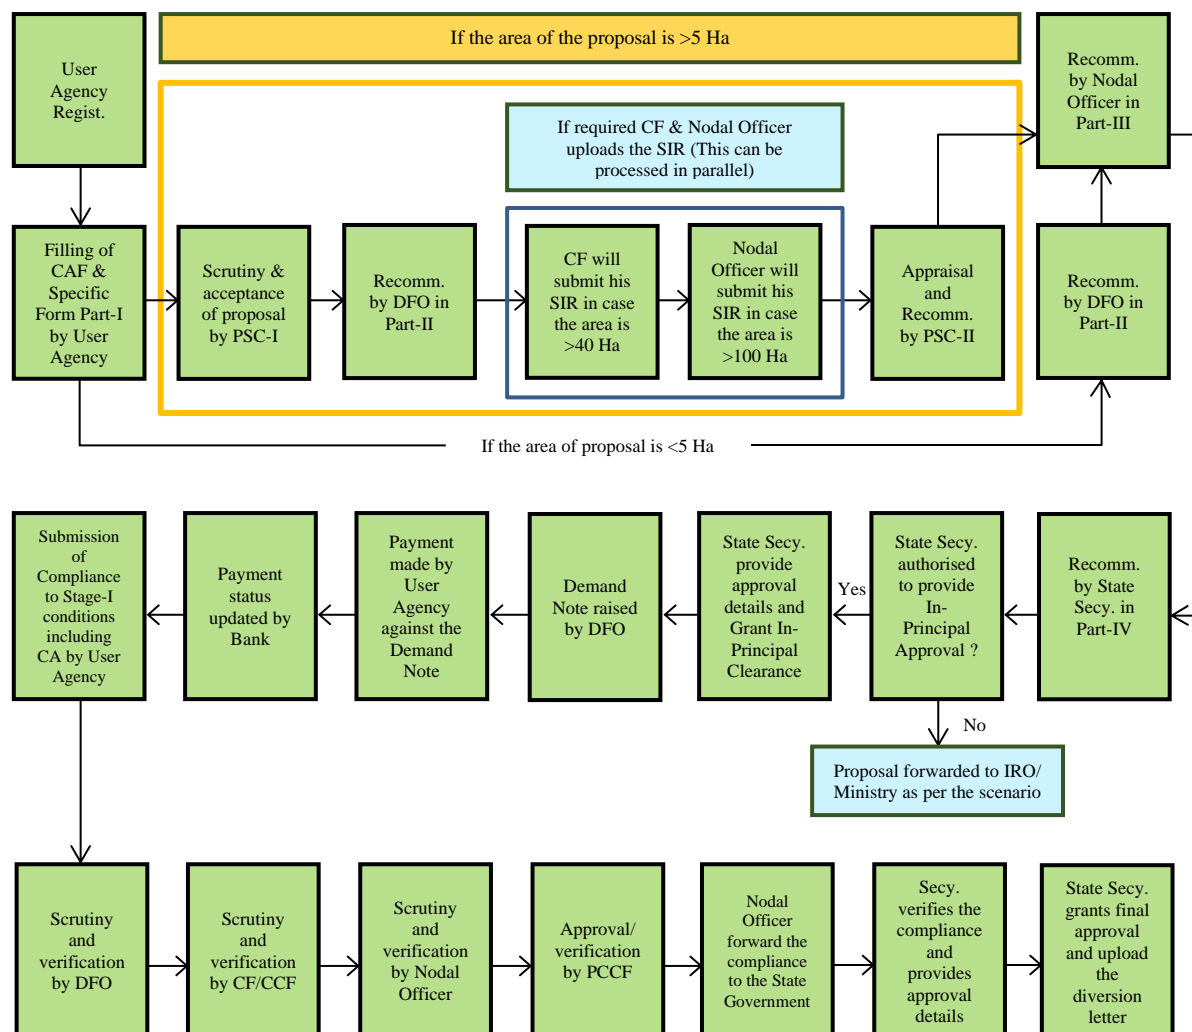 If the area of the proposal is >5 Ha
User
Agency
Regist.
Recomm.
by Nodal
Officer in
Part-III
If required CF & Nodal Officer
uploads the SIR (This can be
processed in parallel)
Filling of
CAF &
Specific
Form Part-I
by User
Agency
Scrutiny &
acceptance
of proposal
by PSC-I
Recomm.
by DFO in
Part-II
CF will
submit his
SIR in case
the area is
>40 Ha
Nodal
Officer will
submit his
SIR in case
the area is
>100 Ha
Appraisal
and
Recomm.
by PSC-II
Recomm.
by DFO in
Part-II
If the area of proposal is <5 Ha
Submission
of
Compliance
to Stage-I
conditions
including
CA by User
Agency
Payment
status
updated by
Bank
Payment
made by
User
Agency
against the
Demand
Note
Demand
Note raised
by DFO
State Secy.
provide
approval
details and
Grant In-
Principal
Clearance
Yes
State Secy.
authorised
to provide
In-
Principal
Approval ?
Recomm.
by State
Secy. in
Part-IV
No
Proposal forwarded to IRO/
Ministry as per the scenario
Scrutiny
and
verification
by DFO
Scrutiny
and
verification
by CF/CCF
Scrutiny
and
verification
by Nodal
Officer
Approval/
verification
by PCCF
Nodal
Officer
forward the
compliance
to the State
Government
Secy.
verifies the
compliance
and
provides
approval
details
State Secy.
grants final
approval
and upload
the
diversion
letter